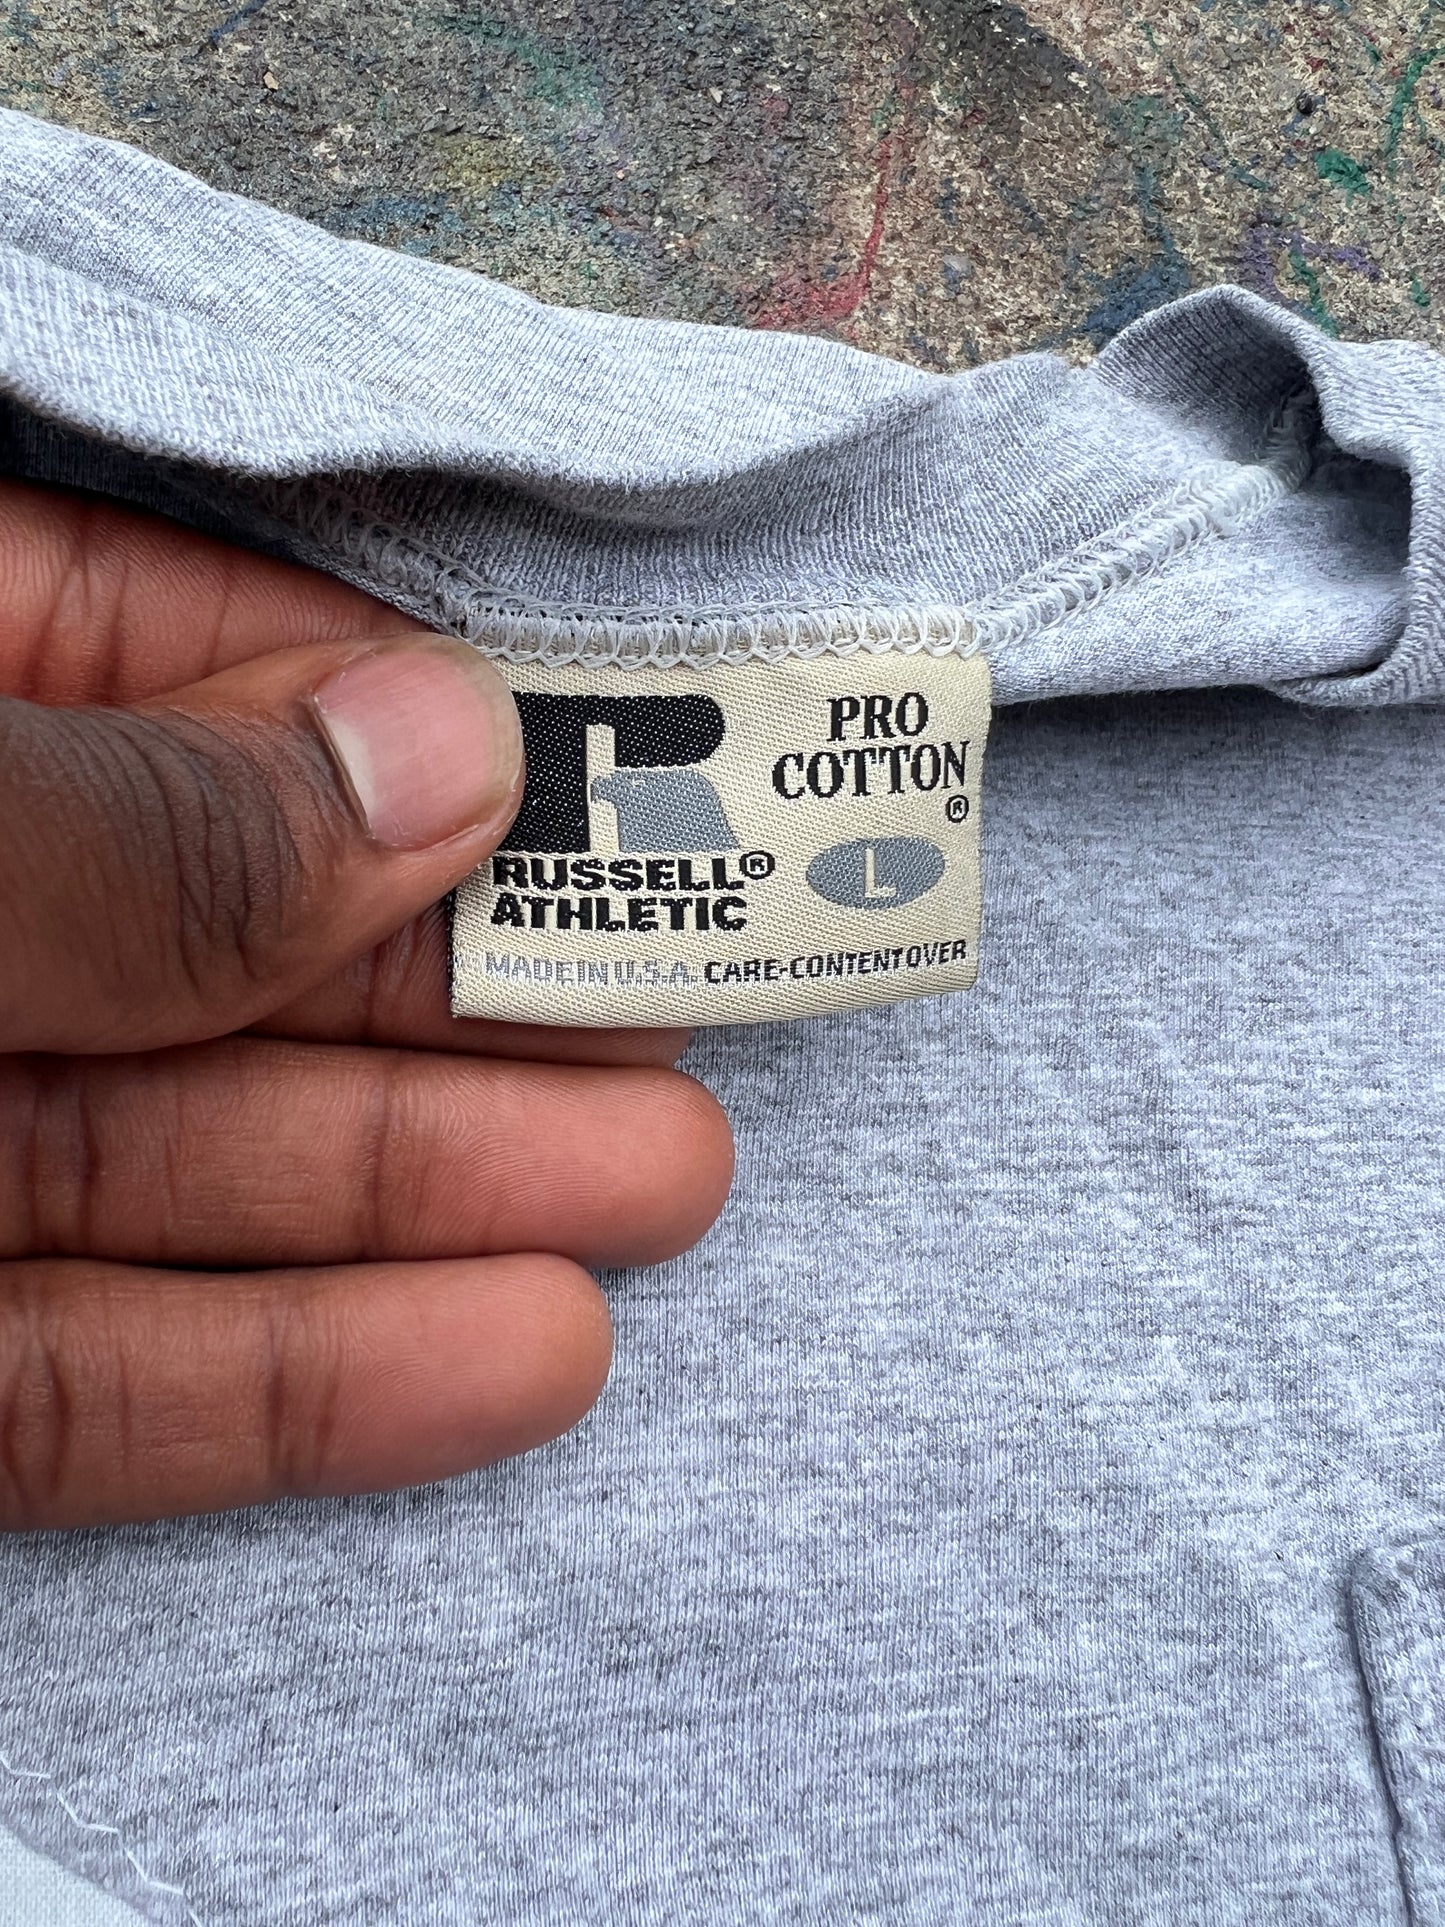 R
PRO
COTTON
®
RUSSELL®
L
ATHLETIC
MADE IN U.S.A. CARE-CONTENT OVER